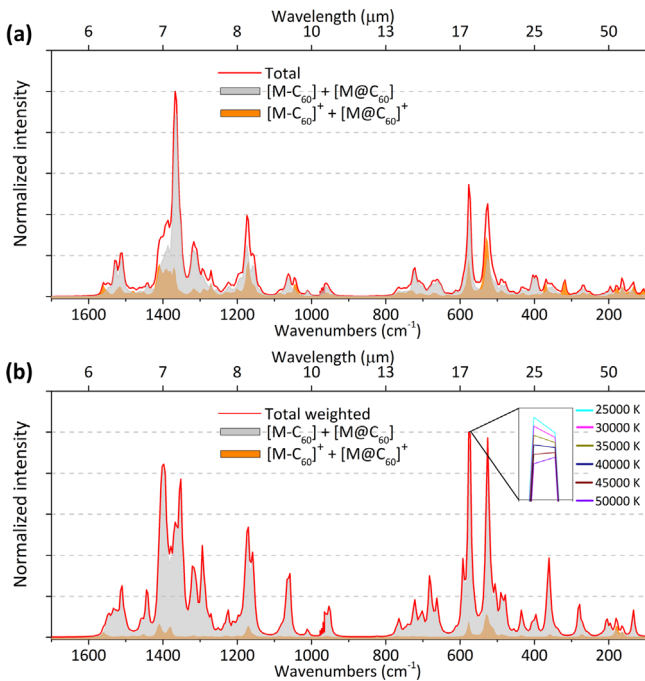 Wavelength (μm)
6 7 8 9 10 13 17 25 50
(a)
Normalized intensity
Total
[M-C60] + [M@C60]
[M-C60]+ + [M@C60]+
1600 1400 1200 1000 800 600 400 200
Wavenumbers (cm-1)
Wavelength (μm)
6 7 8 9 10 13 17 25 50
(b)
Normalized intensity
Total weighted
[M-C60] + [M@C60]
[M-C60]+ + [M@C60]+
25000 K
30000 K
35000 K
40000 K
45000 K
50000 K
1600 1400 1200 1000 800 600 400 200
Wavenumbers (cm-1)